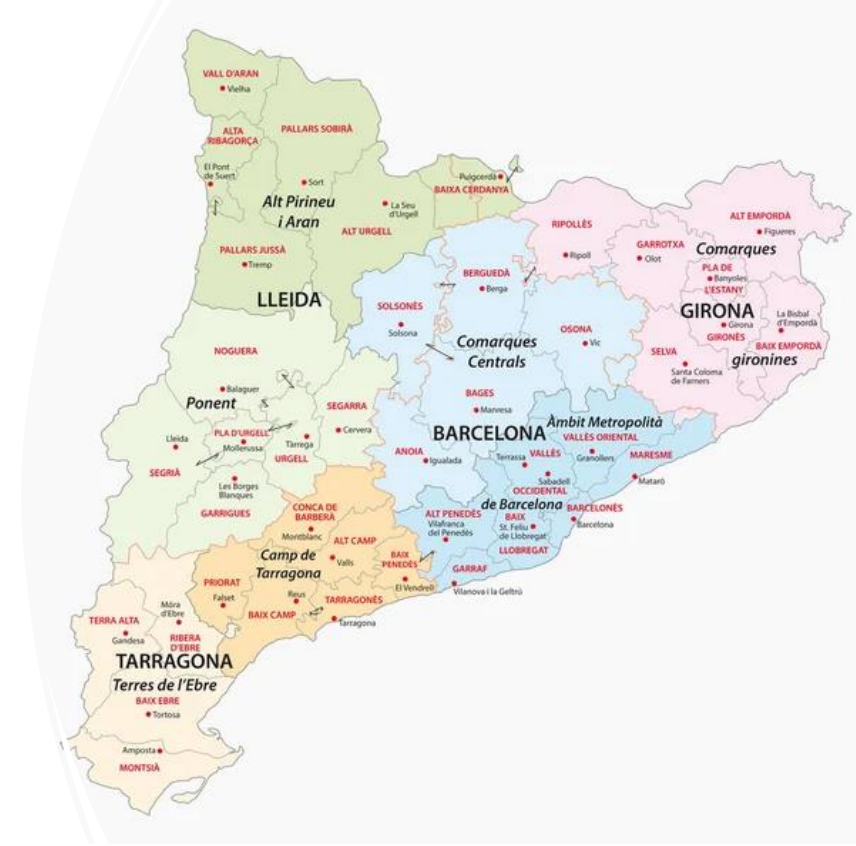 VALL D'ARAN
Vielha
ALTA
RIBAGORÇA
PALLARS SOBIRÀ
El Pont
de Suert
Sort
Alt Pirineu
i Aran
La Seu
d'Urgell
ALT URGELL
Puigcerdà
BAIXA CERDANYA
PALLARS JUSSÀ
Tremp
LLEIDA
RIPOLLÈS
Ripoll
GARROTXA
Olot
ALT EMPORDÀ
Figueres
Comarques
PLA DE
Banyoles
L'ESTANY
GIRONA
Girona
GIRONÈS
La Bisbal
d'Empordà
BAIX EMPORDÀ
gironines
SELVA
Santa Coloma
de Farners
BERGUEDÀ
Berga
SOLSONÈS
Solsona
OSONA
Vic
Comarques
Centrals
BAGES
Manresa
BARCELONA
ANOIA
Igualada
NOGUERA
Balaguer
Ponent
SEGARRA
Cervera
PLA D'URGELL
Mollerussa
Tàrrega
URGELL
Lleida
SEGRIÀ
Les Borges
Blanques
GARRIGUES
Àmbit Metropolità
VALLÈS ORIENTAL
Granollers
MARESME
Mataró
Terrassa
VALLÈS
Sabadell
OCCIDENTAL
de Barcelona
BARCELONÈS
Barcelona
BAIX
St. Feliu
de Llobregat
LLOBREGAT
ALT PENEDÈS
Vilafranca
del Penedès
GARRAF
Vilanova i la Geltrú
CONCA DE
BARBERÀ
Montblanc
ALT CAMP
Valls
Camp de
Tarragona
BAIX
PENEDÈS
El Vendrell
PRIORAT
Falset
Reus
BAIX CAMP
TARRAGONÈS
Tarragona
TERRA ALTA
Gandesa
Móra
d'Ebre
RIBERA
D'EBRE
TARRAGONA
Terres de l'Ebre
BAIX EBRE
Tortosa
Amposta
MONTSIÀ